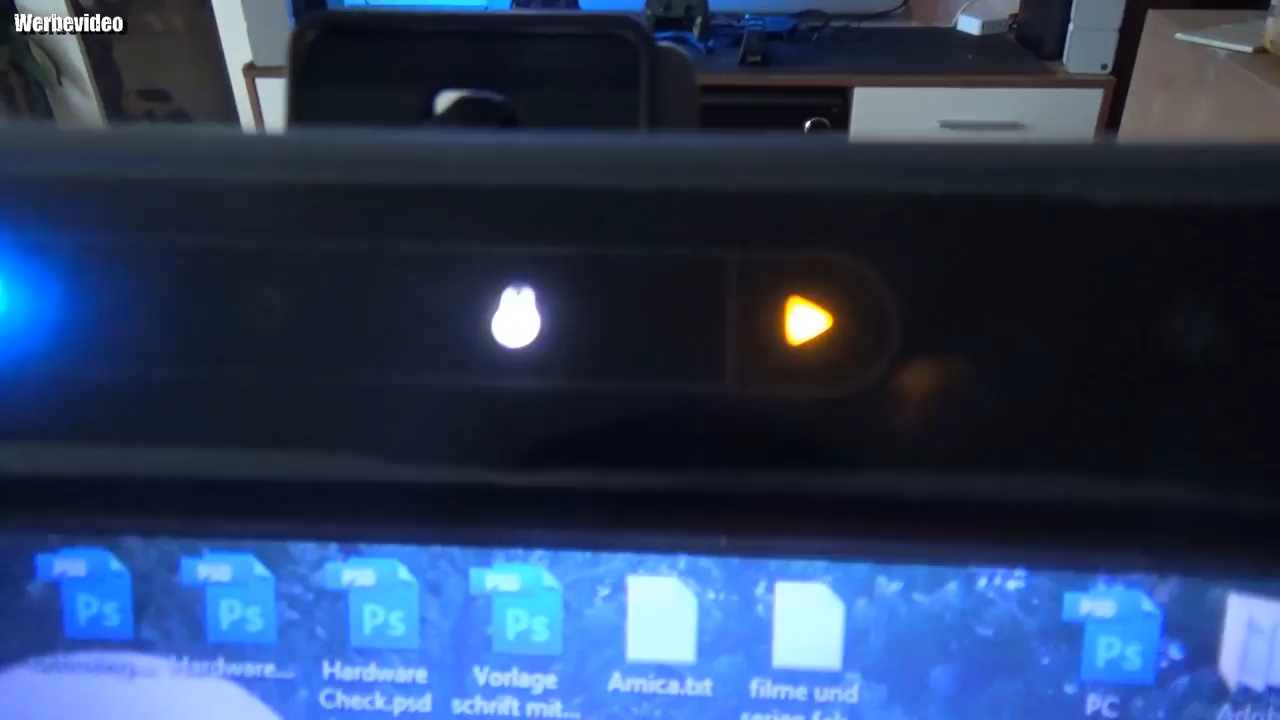 Werbevideo
PSD PSD PSD PSD PSD
Ps Ps Ps Ps Ps
Hardware...
Hardware
Check.psd
Vorlage
schrift mit...
Amica.txt
filme und
PC